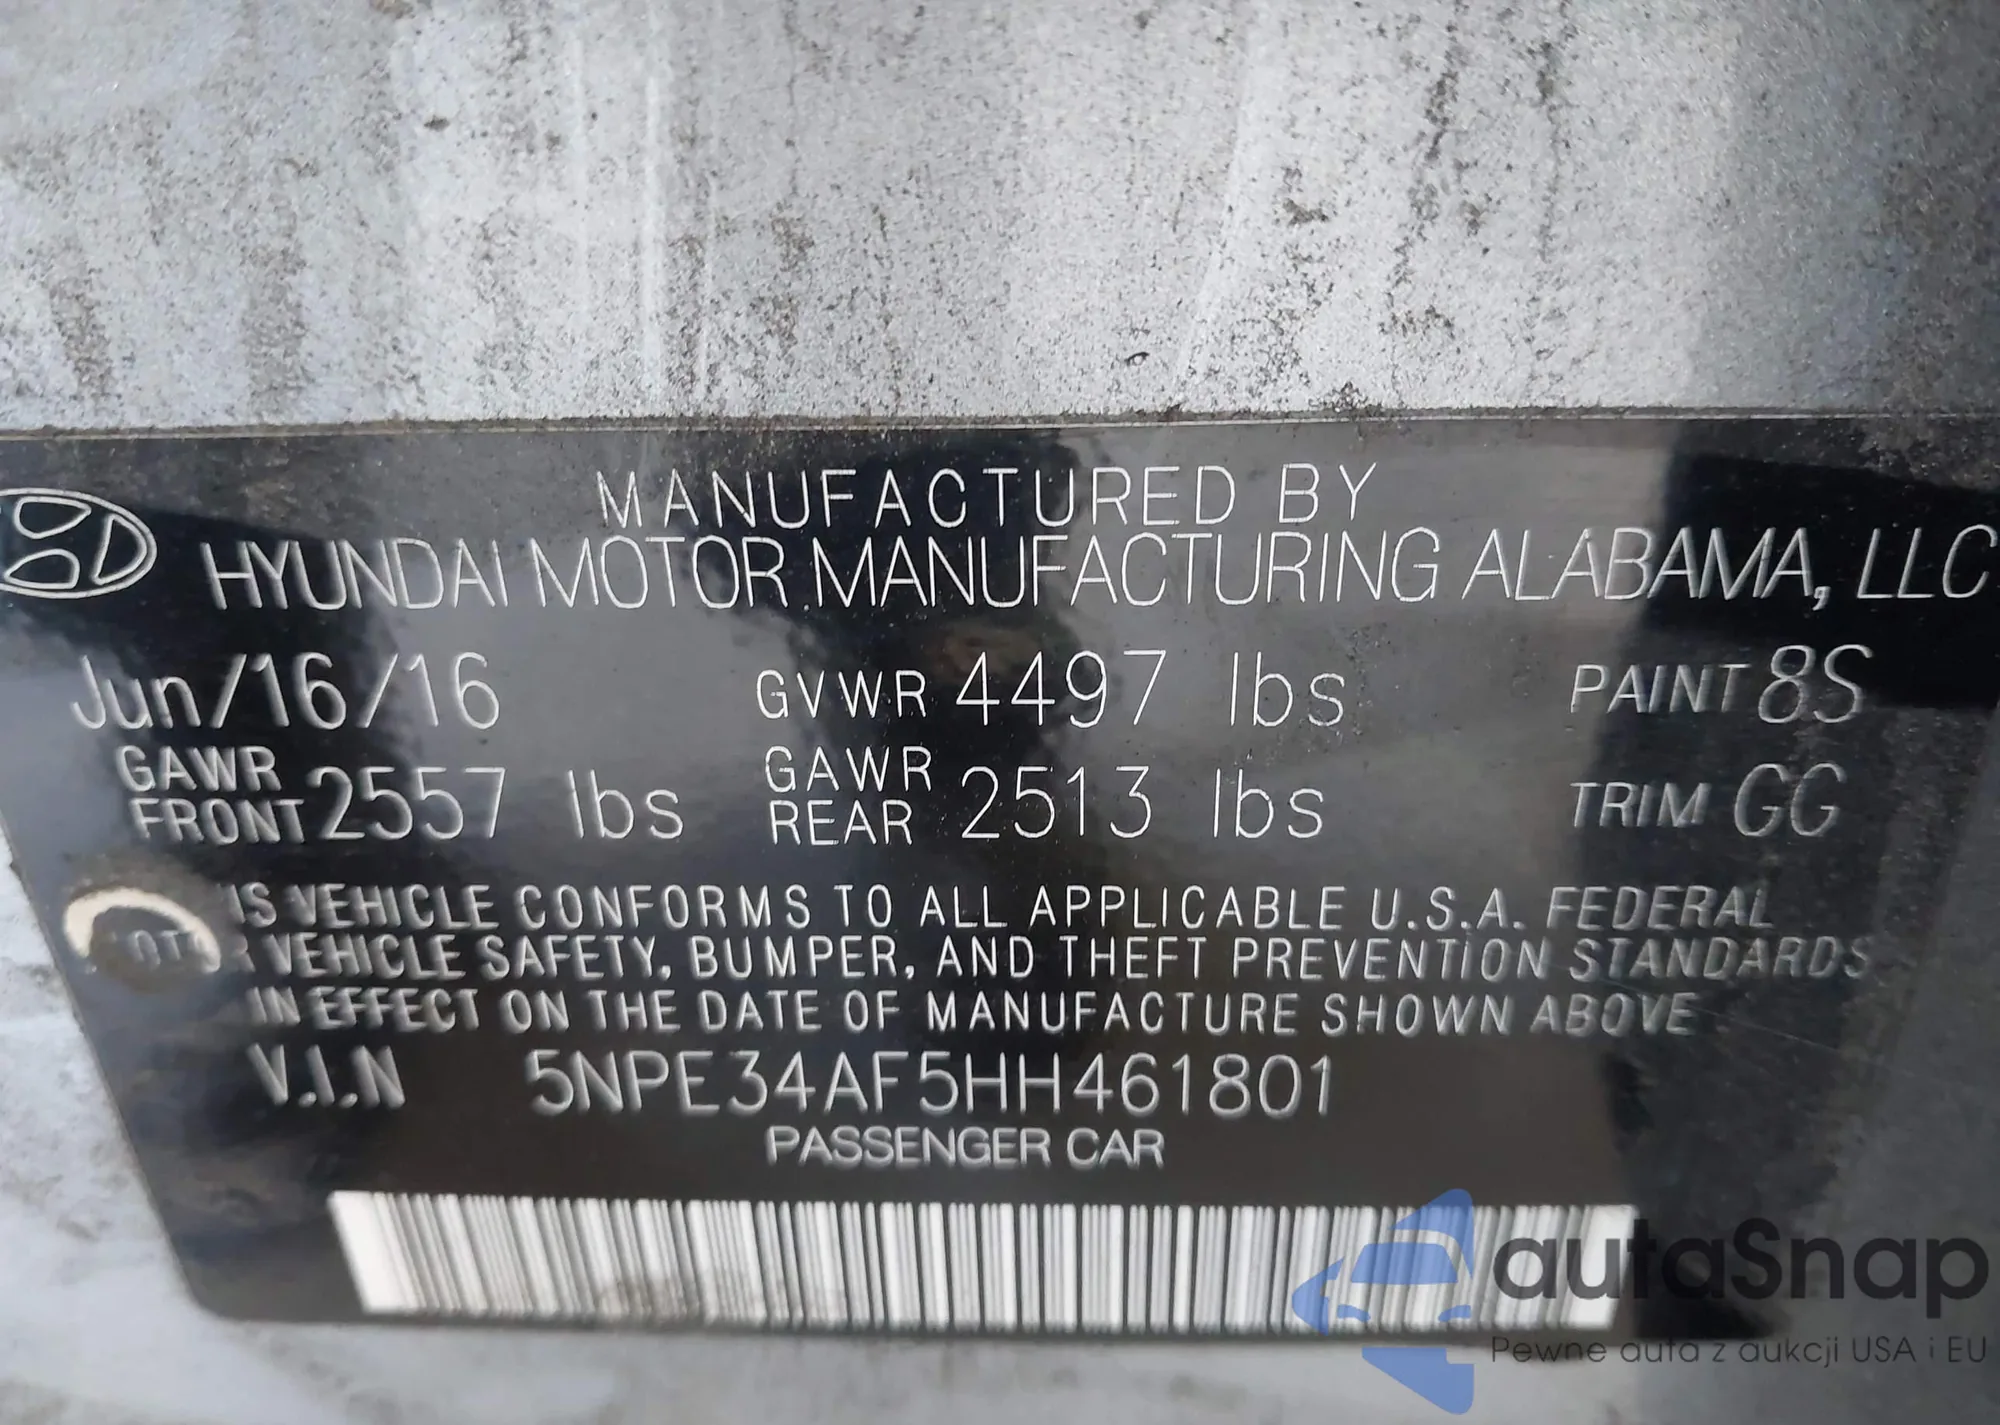 MANUFACTURED BY
HYUNDAI MOTOR MANUFACTURING ALABAMA, LLC
Jun/16/16 GVWR 4497 lbs PAINT 8S
GAWR FRONT 2557 lbs GAWR REAR 2513 lbs TRIM GG
VEHICLE CONFORMS TO ALL APPLICABLE U.S.A. FEDERAL
VEHICLE SAFETY, BUMPER, AND THEFT PREVENTION STANDARDS
IN EFFECT ON THE DATE OF MANUFACTURE SHOWN ABOVE
V.I.N 5NPE34AF5HH461801
PASSENGER CAR
autaSnap
Pewne auta z aukcji USA i EU